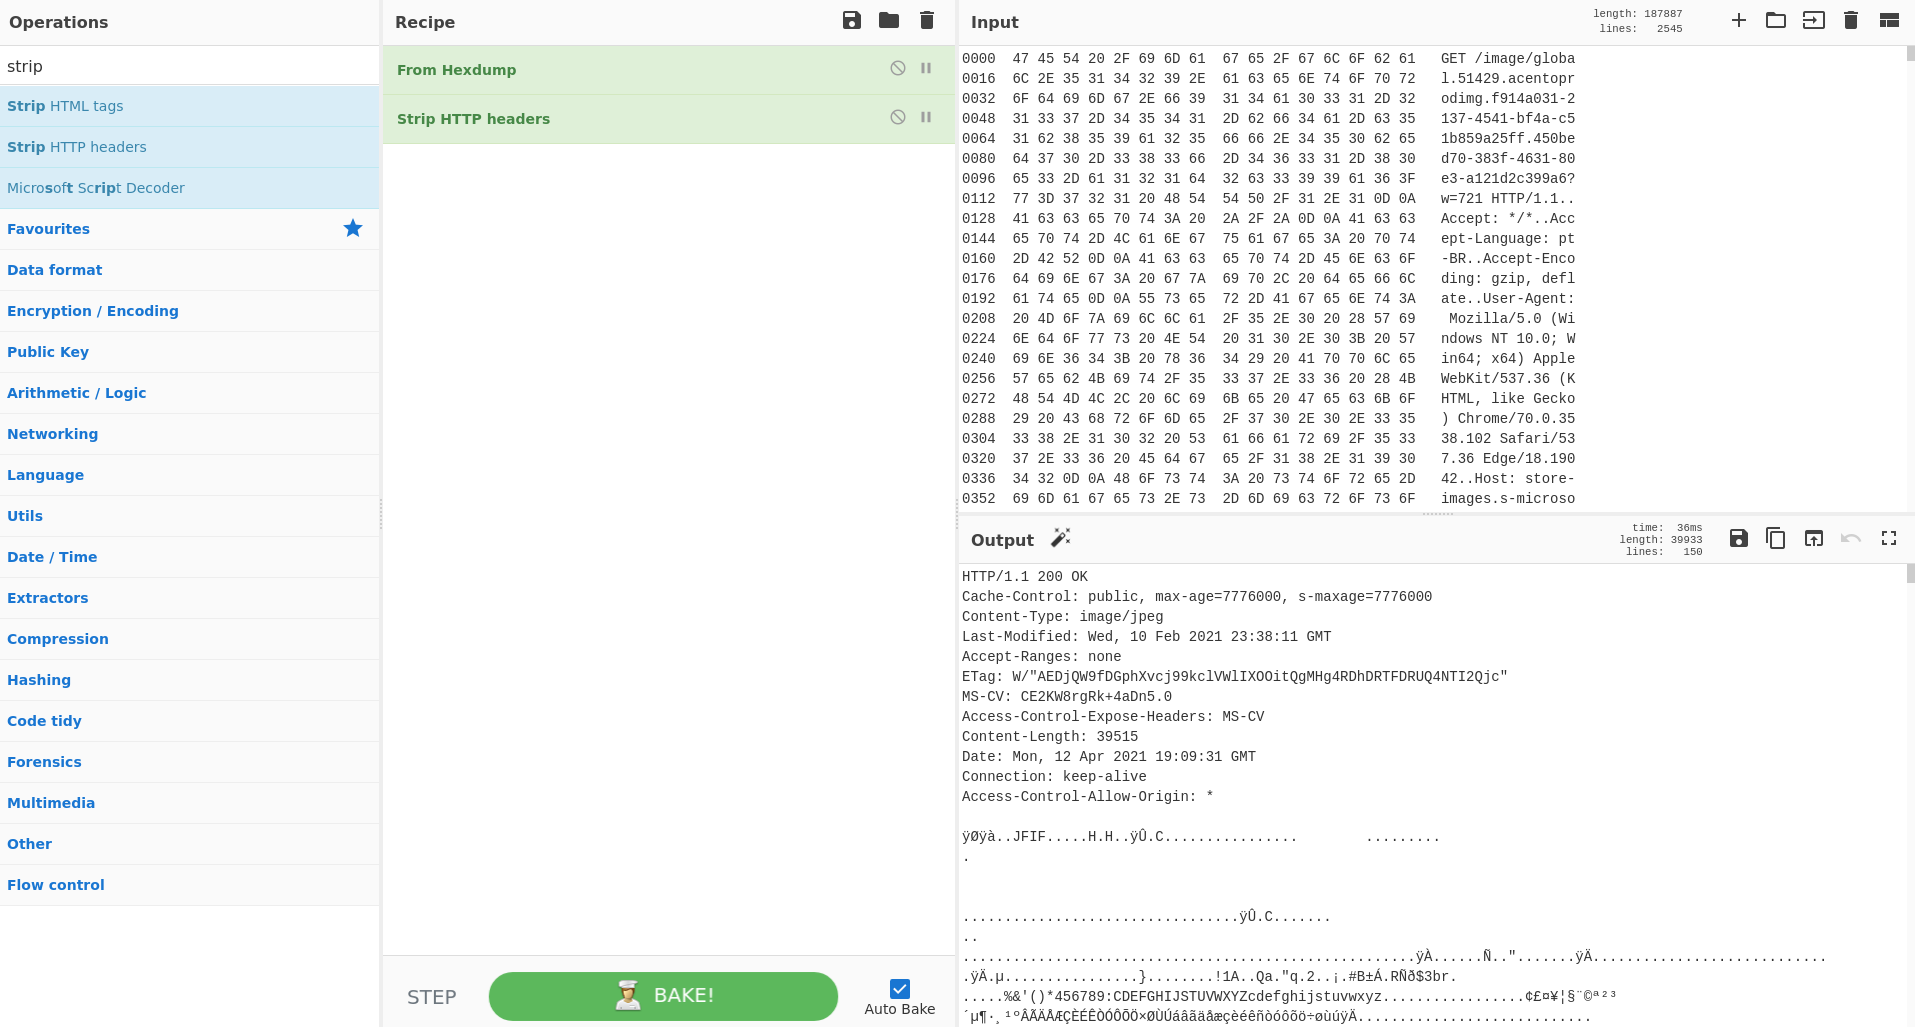 Operations
strip
Strip HTML tags
Strip HTTP headers
Microsoft Script Decoder
Favourites
Data format
Encryption / Encoding
Public Key
Arithmetic / Logic
Networking
Language
Utils
Date / Time
Extractors
Compression
Hashing
Code tidy
Forensics
Multimedia
Other
Flow control
Recipe
From Hexdump
Strip HTTP headers
STEP
BAKE!
Auto Bake
Input
length: 187887
lines: 2545
0000 47 45 54 20 2F 69 6D 61 67 65 2F 67 6C 6F 62 61 GET /image/globa
0016 6C 2E 35 31 34 32 39 2E 61 63 65 6E 74 6F 70 72 l.51429.acentopr
0032 6F 64 69 6D 67 2E 66 39 31 34 61 30 33 31 2D 32 odimg.f914a031-2
0048 31 33 37 2D 34 35 34 31 2D 62 66 34 61 2D 63 35 137-4541-bf4a-c5
0064 31 62 38 35 39 61 32 35 66 66 2E 34 35 30 62 65 1b859a25ff.450be
0080 64 37 30 2D 33 38 33 66 2D 34 36 33 31 2D 38 30 d70-383f-4631-80
0096 65 33 2D 61 31 32 31 64 32 63 33 39 39 61 36 3F e3-a121d2c399a6?
0112 77 3D 37 32 31 20 48 54 54 50 2F 31 2E 31 0D 0A w=721 HTTP/1.1..
0128 41 63 63 65 70 74 3A 20 2A 2F 2A 0D 0A 41 63 63 Accept: */*..Acc
0144 65 70 74 2D 4C 61 6E 67 75 61 67 65 3A 20 70 74 ept-Language: pt
0160 2D 42 52 0D 0A 41 63 63 65 70 74 2D 45 6E 63 6F -BR..Accept-Enco
0176 64 69 6E 67 3A 20 67 7A 69 70 2C 20 64 65 66 6C ding: gzip, defl
0192 61 74 65 0D 0A 55 73 65 72 2D 41 67 65 6E 74 3A ate..User-Agent:
0208 20 4D 6F 7A 69 6C 6C 61 2F 35 2E 30 20 28 57 69 Mozilla/5.0 (Wi
0224 6E 64 6F 77 73 20 4E 54 20 31 30 2E 30 3B 20 57 ndows NT 10.0; W
0240 69 6E 36 34 3B 20 78 36 34 29 20 41 70 70 6C 65 in64; x64) Apple
0256 57 65 62 4B 69 74 2F 35 33 37 2E 33 36 20 28 4B WebKit/537.36 (K
0272 48 54 4D 4C 2C 20 6C 69 6B 65 20 47 65 63 6B 6F HTML, like Gecko
0288 29 20 43 68 72 6F 6D 65 2F 37 30 2E 30 2E 33 35 ) Chrome/70.0.35
0304 33 38 2E 31 30 32 20 53 61 66 61 72 69 2F 35 33 38.102 Safari/53
0320 37 2E 33 36 20 45 64 67 65 2F 31 38 2E 31 39 30 7.36 Edge/18.190
0336 34 32 0D 0A 48 6F 73 74 3A 20 73 74 6F 72 65 2D 42..Host: store-
0352 69 6D 61 67 65 73 2E 73 2D 6D 69 63 72 6F 73 6F images.s-microso
Output
time: 36ms
length: 39933
lines: 150
HTTP/1.1 200 OK
Cache-Control: public, max-age=7776000, s-maxage=7776000
Content-Type: image/jpeg
Last-Modified: Wed, 10 Feb 2021 23:38:11 GMT
Accept-Ranges: none
ETag: W/"AEDjQW9fDGphXvcj99kclVWlIXOOitQgMHg4RDhDRTFDRUQ4NTI2Qjc"
MS-CV: CE2KW8rgRk+4aDn5.0
Access-Control-Expose-Headers: MS-CV
Content-Length: 39515
Date: Mon, 12 Apr 2021 19:09:31 GMT
Connection: keep-alive
Access-Control-Allow-Origin: *
ÿØÿà..JFIF.....H.H..ÿÛ.C................ .........
.
.................................ÿÛ.C.......
..
......................................................ÿÀ......Ñ..".......ÿÄ............................
.ÿÄ.µ................}........!1A..Qa."q.2..¡.#B±Á.RÑð$3br.
.....%&'()*456789:CDEFGHIJSTUVWXYZcdefghijstuvwxyz.................¢£¤¥¦§¨©ª²³
´µ¶·¸¹ºÂÃÄÅÆÇÈÉÊÒÓÔÕÖ×ØÙÚáâãäåæçèéêñòóôõö÷øùúÿÄ............................